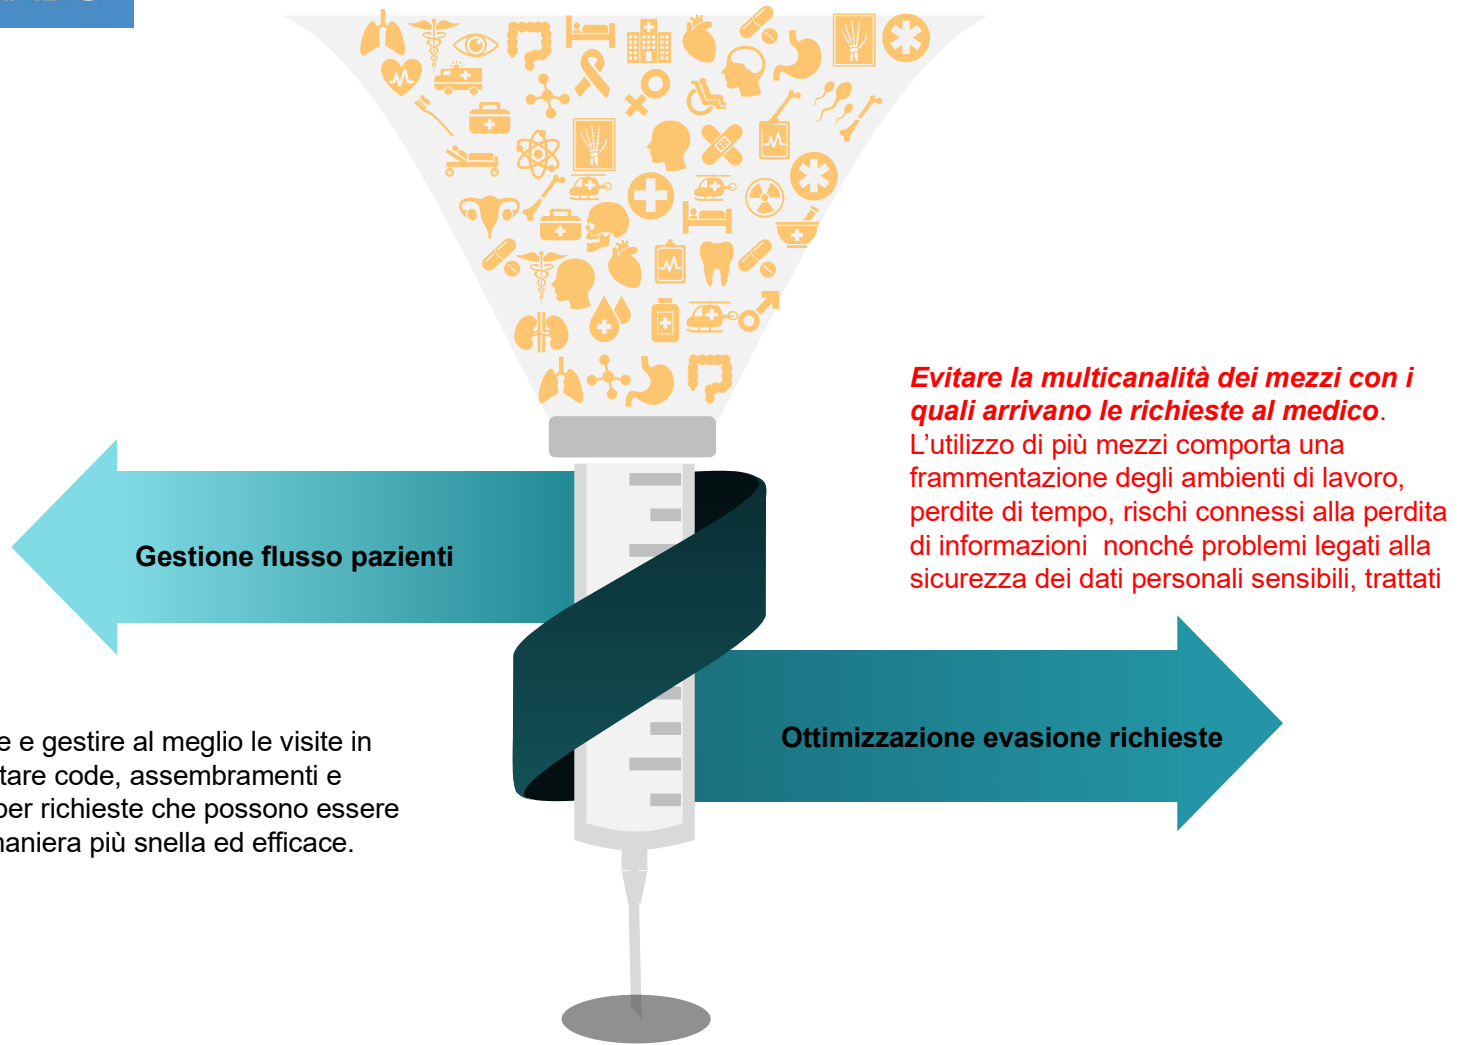 Evitare la multicanalità dei mezzi con i
quali arrivano le richieste al medico.
L’utilizzo di più mezzi comporta una
frammentazione degli ambienti di lavoro,
perdite di tempo, rischi connessi alla perdita
di informazioni nonché problemi legati alla
sicurezza dei dati personali sensibili, trattati
Gestione flusso pazienti
Ottimizzazione evasione richieste
e e gestire al meglio le visite in
tare code, assembramenti e
per richieste che possono essere
naniera più snella ed efficace.